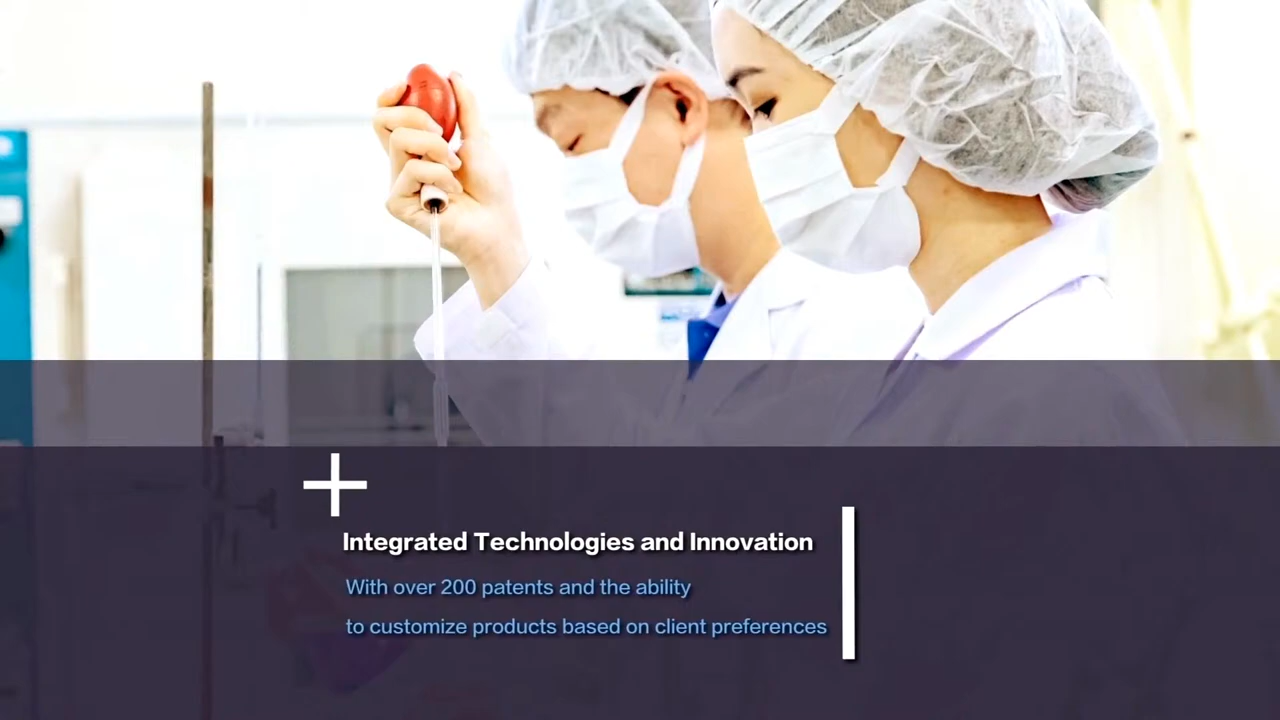 Integrated Technologies and Innovation
With over 200 patents and the ability
to customize products based on client preferences